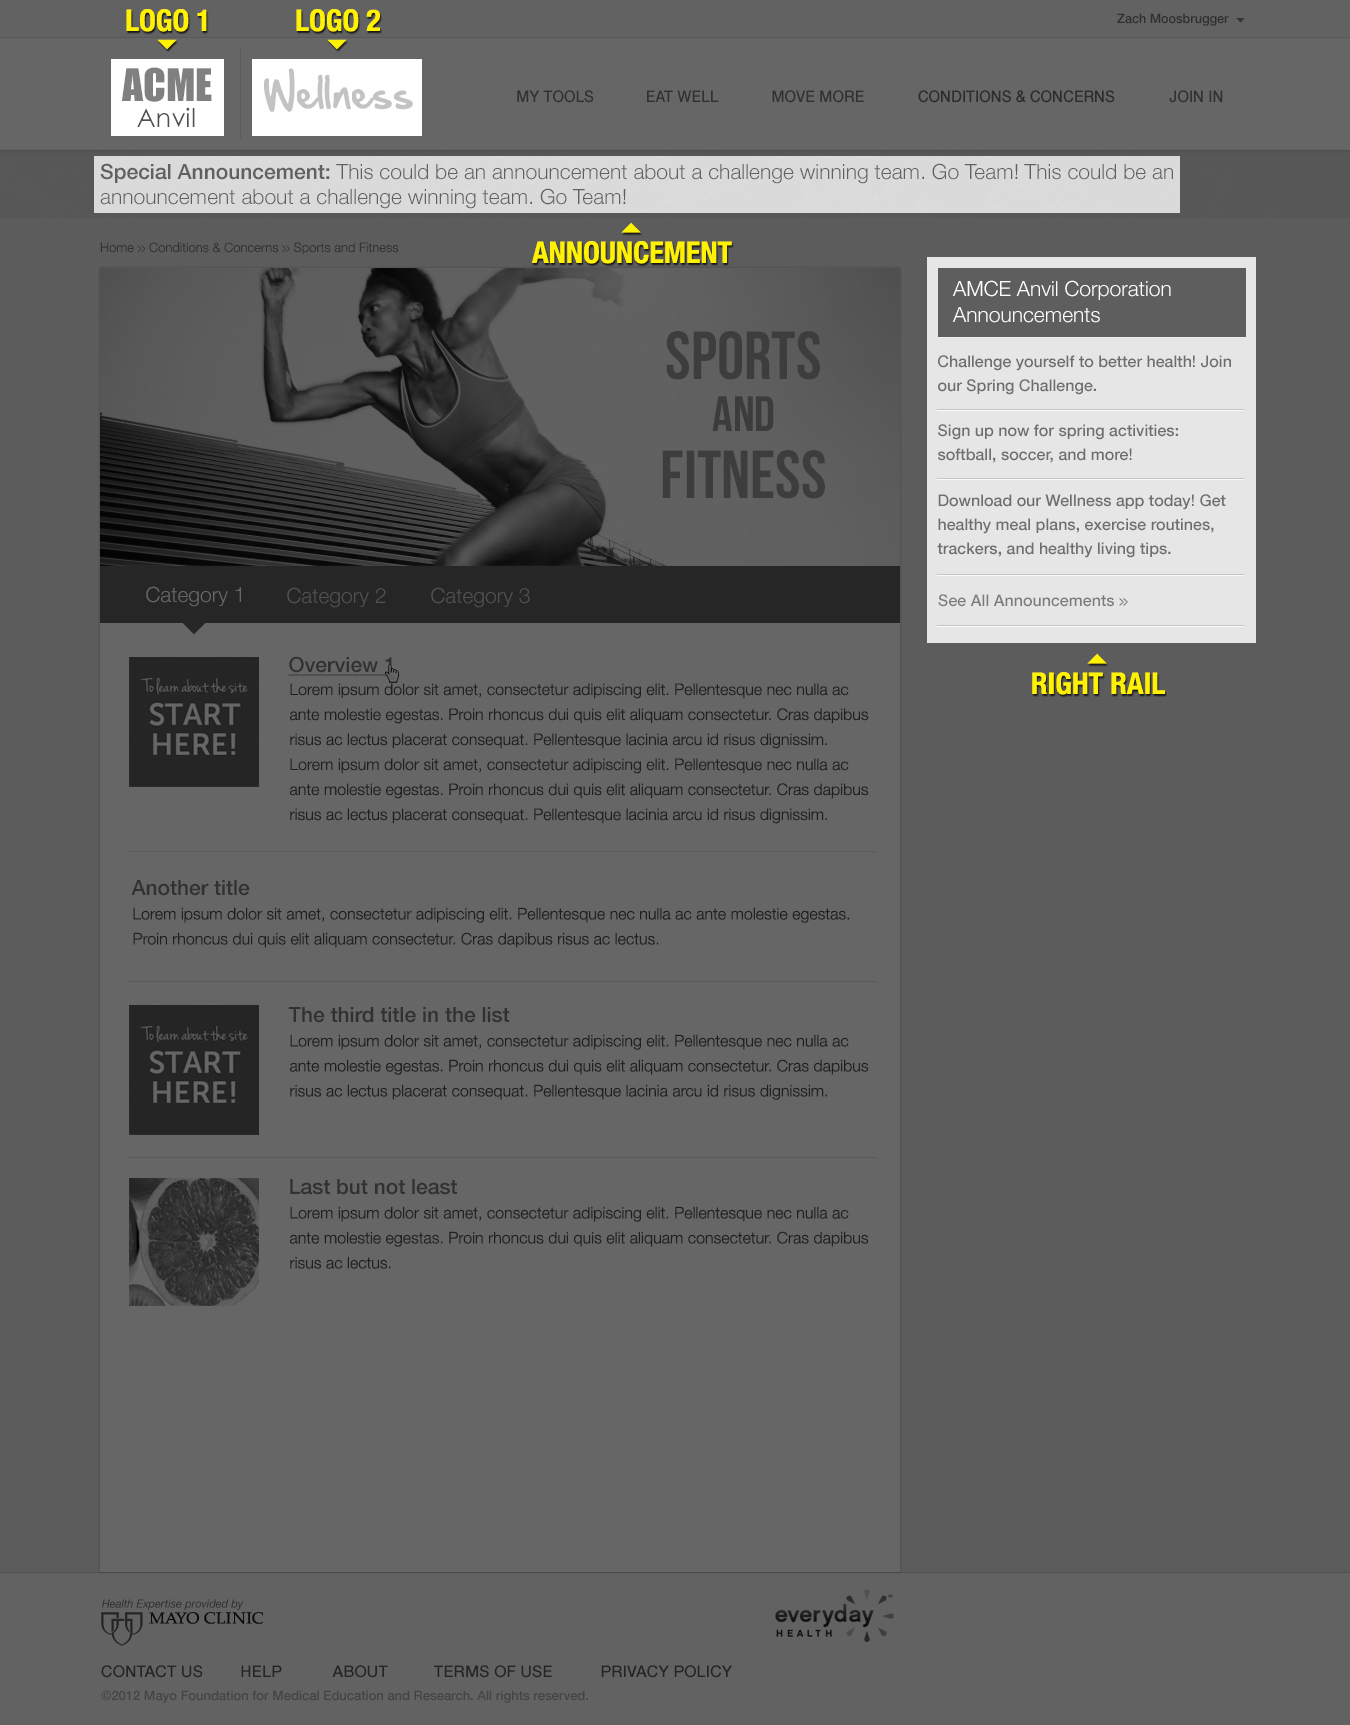 LOGO 1
LOGO 2
Zach Moosbrugger
ACME
Anvil
Wellness
MY TOOLS
EAT WELL
MOVE MORE
CONDITIONS & CONCERNS
JOIN IN
Special Announcement: This could be an announcement about a challenge winning team. Go Team! This could be an
announcement about a challenge winning team. Go Team!
ANNOUNCEMENT
Home » Conditions & Concerns » Sports and Fitness
SPORTS
AND
FITNESS
Category 1
Category 2
Category 3
To learn about the site
START
HERE!
Overview 1
Lorem ipsum dolor sit amet, consectetur adipiscing elit. Pellentesque nec nulla ac
ante molestie egestas. Proin rhoncus dui quis elit aliquam consectetur. Cras dapibus
risus ac lectus placerat consequat. Pellentesque lacinia arcu id risus dignissim.
Lorem ipsum dolor sit amet, consectetur adipiscing elit. Pellentesque nec nulla ac
ante molestie egestas. Proin rhoncus dui quis elit aliquam consectetur. Cras dapibus
risus ac lectus placerat consequat. Pellentesque lacinia arcu id risus dignissim.
Another title
Lorem ipsum dolor sit amet, consectetur adipiscing elit. Pellentesque nec nulla ac ante molestie egestas.
Proin rhoncus dui quis elit aliquam consectetur. Cras dapibus risus ac lectus.
To learn about the site
START
HERE!
The third title in the list
Lorem ipsum dolor sit amet, consectetur adipiscing elit. Pellentesque nec nulla ac
ante molestie egestas. Proin rhoncus dui quis elit aliquam consectetur. Cras dapibus
risus ac lectus placerat consequat. Pellentesque lacinia arcu id risus dignissim.
Last but not least
Lorem ipsum dolor sit amet, consectetur adipiscing elit. Pellentesque nec nulla ac
ante molestie egestas. Proin rhoncus dui quis elit aliquam consectetur. Cras dapibus
risus ac lectus.
AMCE Anvil Corporation
Announcements
Challenge yourself to better health! Join
our Spring Challenge.
Sign up now for spring activities:
softball, soccer, and more!
Download our Wellness app today! Get
healthy meal plans, exercise routines,
trackers, and healthy living tips.
See All Announcements »
RIGHT RAIL
Health Expertise provided by
MAYO CLINIC
everyday
HEALTH
CONTACT US
HELP
ABOUT
TERMS OF USE
PRIVACY POLICY
©2012 Mayo Foundation for Medical Education and Research. All rights reserved.